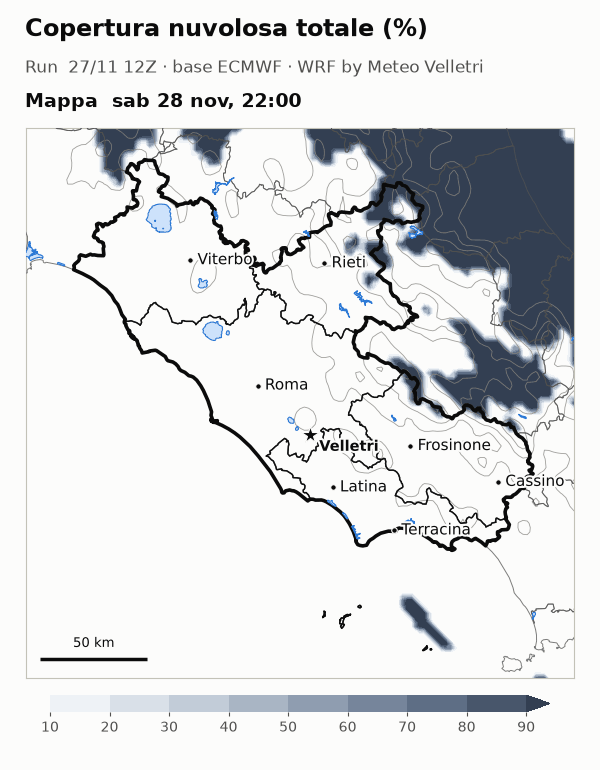 Copertura nuvolosa totale (%)
Run 27/11 12Z · base ECMWF · WRF by Meteo Velletri
Mappa sab 28 nov, 22:00
Viterbo
Rieti
Roma
Velletri
Frosinone
Latina
Cassino
Terracina
50 km
10 20 30 40 50 60 70 80 90